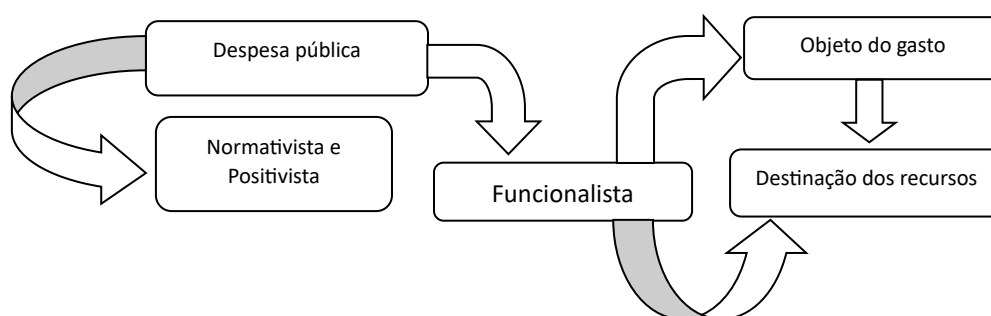 Despesa pública
Objeto do gasto
Normativista e
Positivista
Funcionalista
Destinação dos recursos